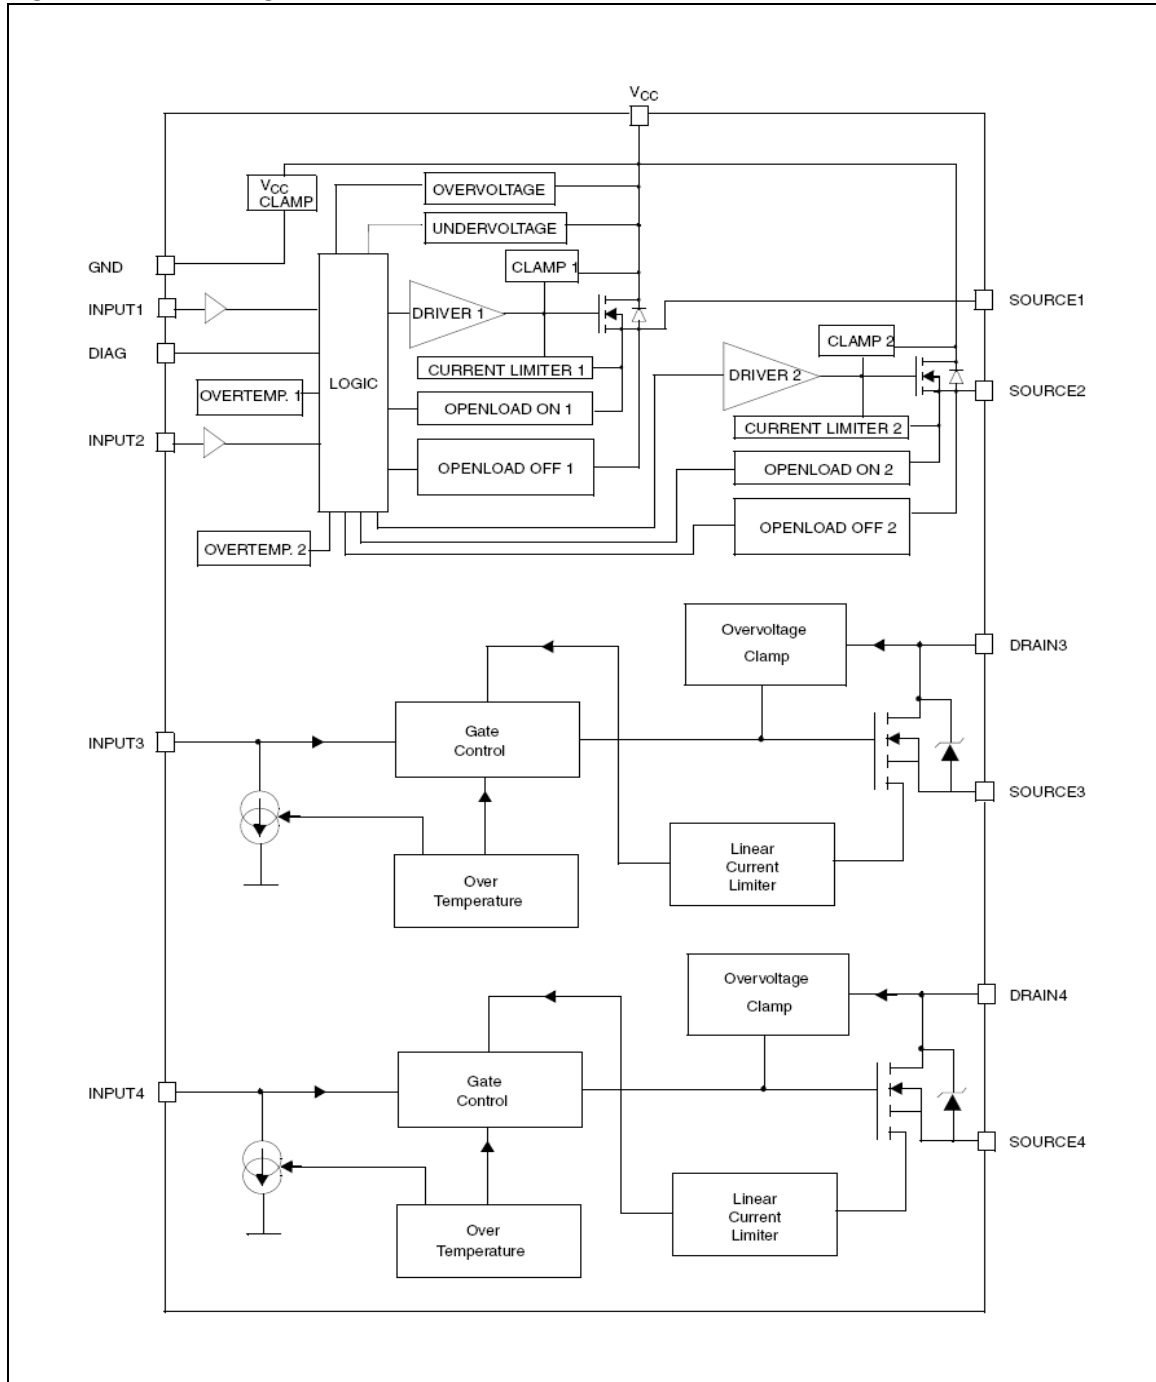 VCC
VCC
CLAMP
OVERVOLTAGE
UNDERVOLTAGE
GND
CLAMP 1
INPUT1
DRIVER 1
SOURCE1
DIAG
CLAMP 2
LOGIC
CURRENT LIMITER 1
DRIVER 2
OVERTEMP. 1
SOURCE2
OPENLOAD ON 1
CURRENT LIMITER 2
INPUT2
OPENLOAD OFF 1
OPENLOAD ON 2
OPENLOAD OFF 2
OVERTEMP. 2
Overvoltage
Clamp
DRAIN3
Gate
Control
INPUT3
SOURCE3
Linear
Current
Limiter
Over
Temperature
Overvoltage
Clamp
DRAIN4
Gate
Control
INPUT4
SOURCE4
Linear
Current
Limiter
Over
Temperature